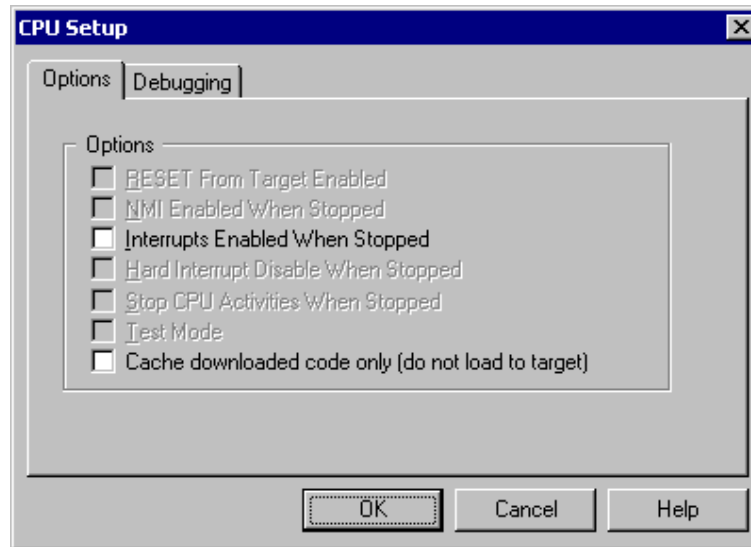 CPU Setup
Options Debugging
Options
RESET From Target Enabled
NMI Enabled When Stopped
Interrupts Enabled When Stopped
Hard Interrupt Disable When Stopped
Stop CPU Activities When Stopped
Test Mode
Cache downloaded code only (do not load to target)
OK Cancel Help